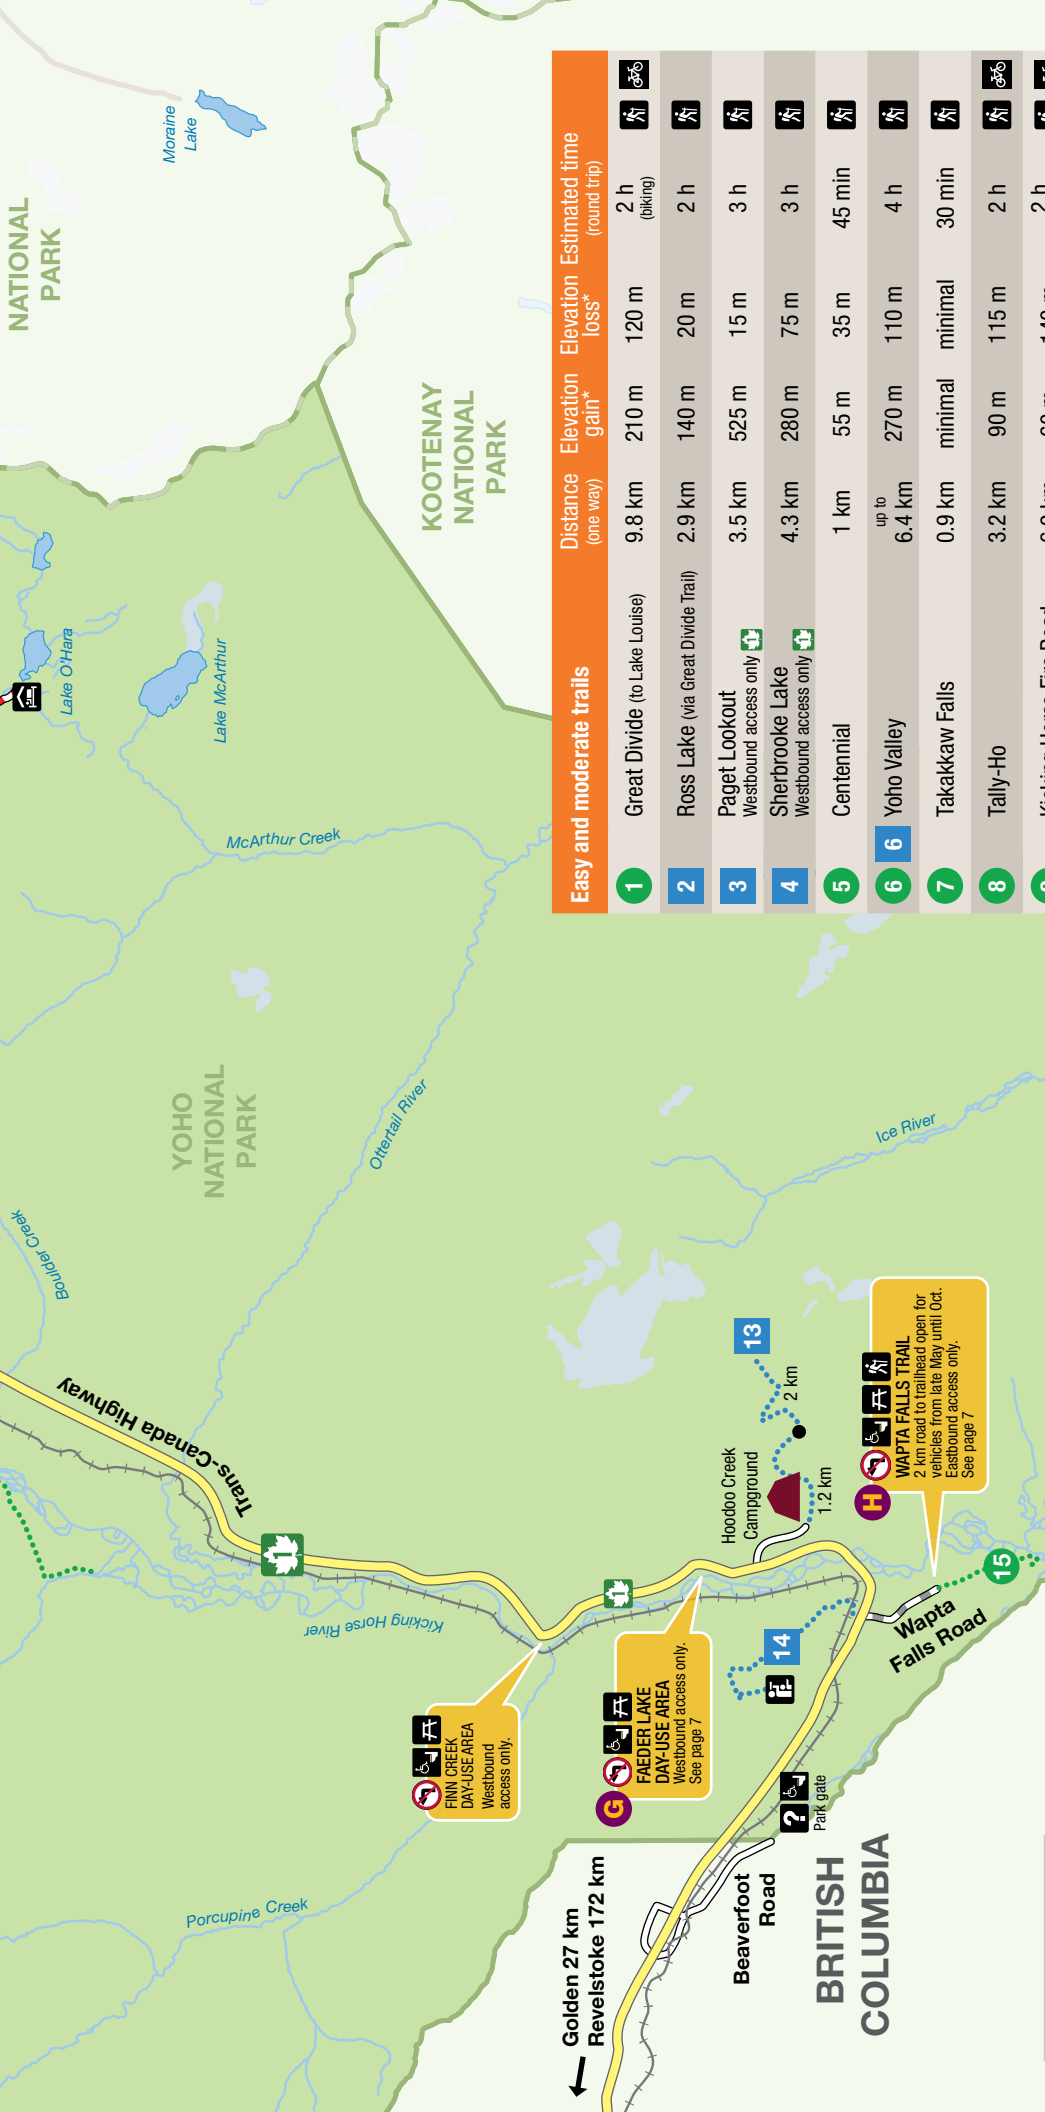 NATIONAL
PARK
Moraine
Lake
Lake O'Hara
Lake McArthur
McArthur Creek
KOOTENAY
NATIONAL
PARK
YOHO
NATIONAL
PARK
Boulder Creek
Ottertail River
Ice River
Trans-Canada Highway
1
Kicking Horse River
1
Porcupine Creek
FINN CREEK
DAY-USE AREA
Westbound
access only.
G
FAEDER LAKE
DAY-USE AREA
Westbound access only.
See page 7
Hoodoo Creek
Campground
1.2 km
2 km
13
14
H
WAPTA FALLS TRAIL
2 km road to trailhead open for
vehicles from late May until Oct.
Eastbound access only.
See page 7
15
Wapta
Falls Road
?
Park gate
Beaverfoot
Road
Golden 27 km
Revelstoke 172 km
BRITISH
COLUMBIA
Easy and moderate trails Distance (one way) Elevation gain* Elevation loss* Estimated time (round trip)
1 Great Divide (to Lake Louise) 9.8 km 210 m 120 m 2 h (biking)
2 Ross Lake (via Great Divide Trail) 2.9 km 140 m 20 m 2 h
3 Paget Lookout 3.5 km 525 m 15 m 3 h
Westbound access only 1
4 Sherbrooke Lake 4.3 km 280 m 75 m 3 h
Westbound access only 1
5 Centennial 1 km 55 m 35 m 45 min
6 6 Yoho Valley up to 6.4 km 270 m 110 m 4 h
7 Takakkaw Falls 0.9 km minimal minimal 30 min
8 Tally-Ho 3.2 km 90 m 115 m 2 h
2 h